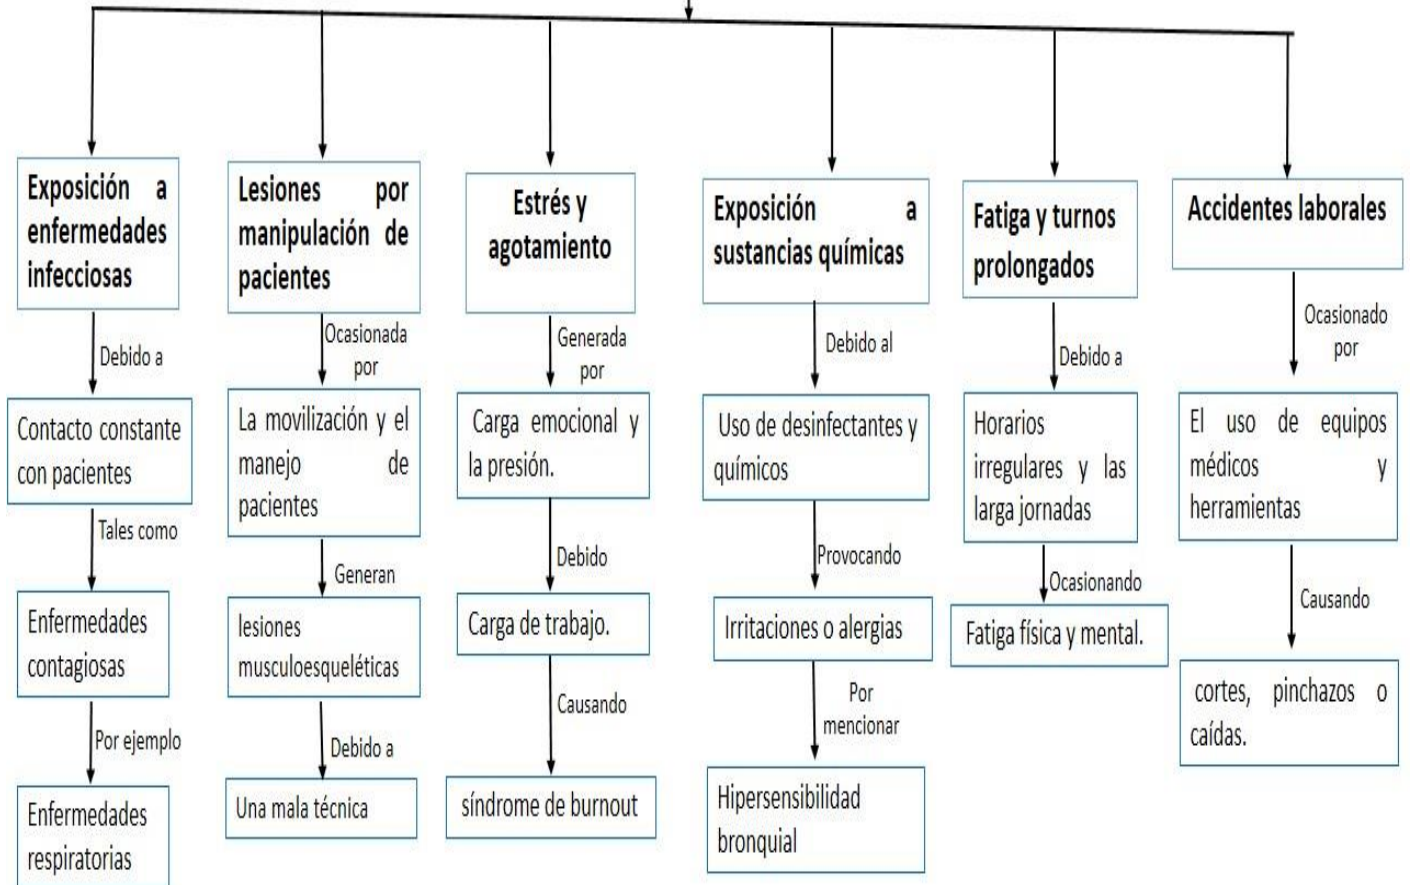 Exposición a
enfermedades
infecciosas
Debido a
Contacto constante
con pacientes
Tales como
Enfermedades
contagiosas
Por ejemplo
Enfermedades
respiratorias
Lesiones por
manipulación de
pacientes
Ocasionada
por
La movilización y el
manejo de
pacientes
Generan
lesiones
musculoesqueléticas
Debido a
Una mala técnica
Estrés y
agotamiento
Generada
por
Carga emocional y
la presión.
Debido
Carga de trabajo.
Causando
síndrome de burnout
Exposición a
sustancias químicas
Debido al
Uso de desinfectantes y
químicos
Provocando
Irritaciones o alergias
Por
mencionar
Hipersensibilidad
bronquial
Fatiga y turnos
prolongados
Debido a
Horarios
irregulares y las
larga jornadas
Ocasionando
Fatiga física y mental.
Accidentes laborales
Ocasionado
por
El uso de equipos
médicos y
herramientas
Causando
cortes, pinchazos o
caídas.